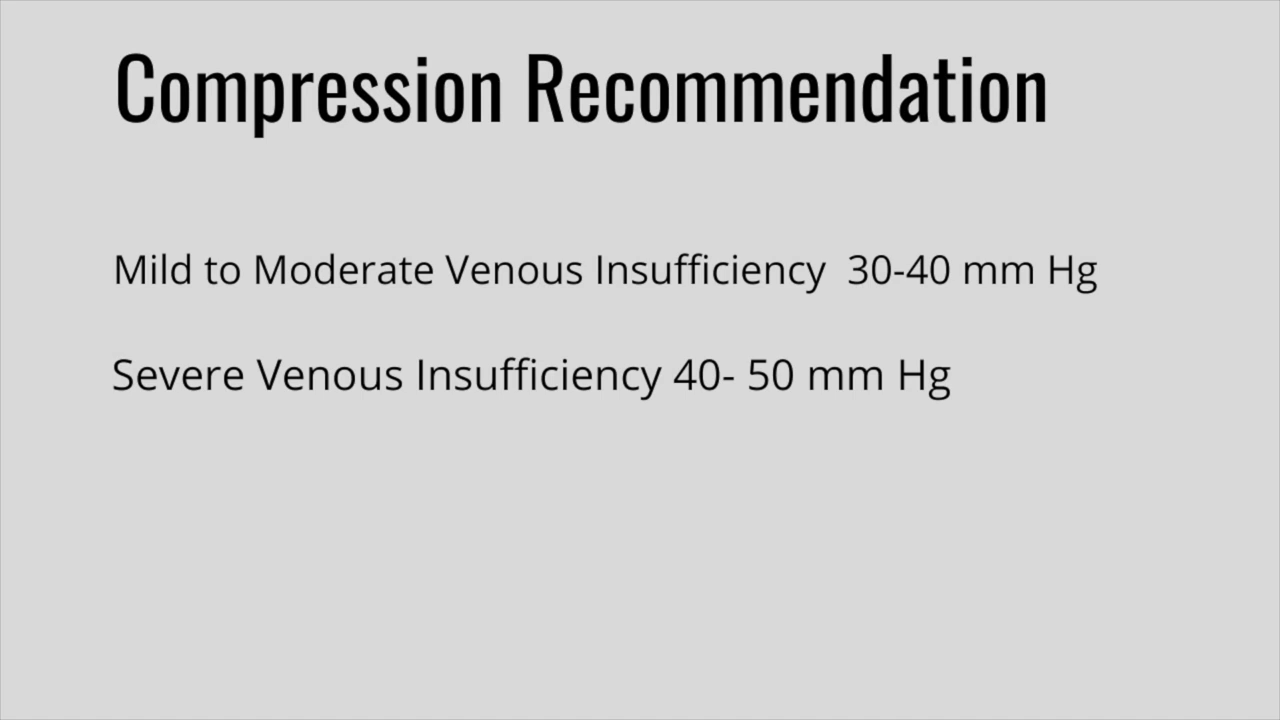 Compression Recommendation
Mild to Moderate Venous Insufficiency  30-40 mm Hg
Severe Venous Insufficiency 40- 50 mm Hg